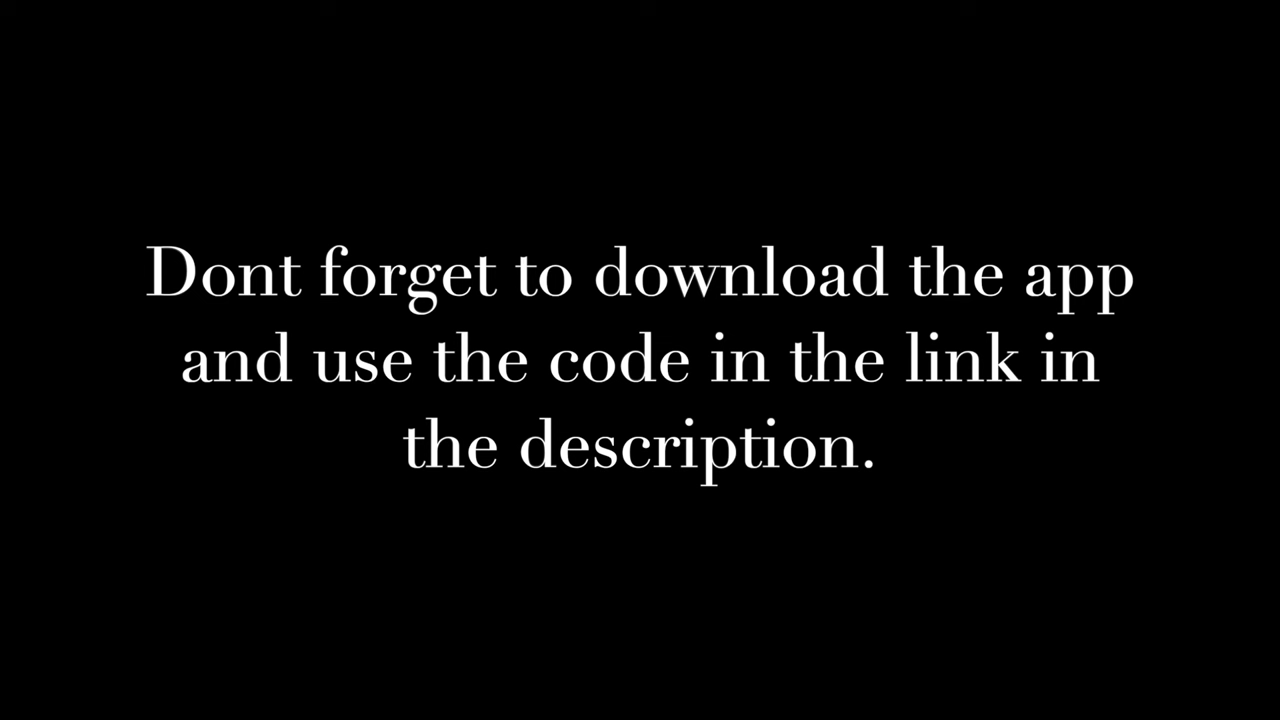 Dont forget to download the app
and use the code in the link in
the description.